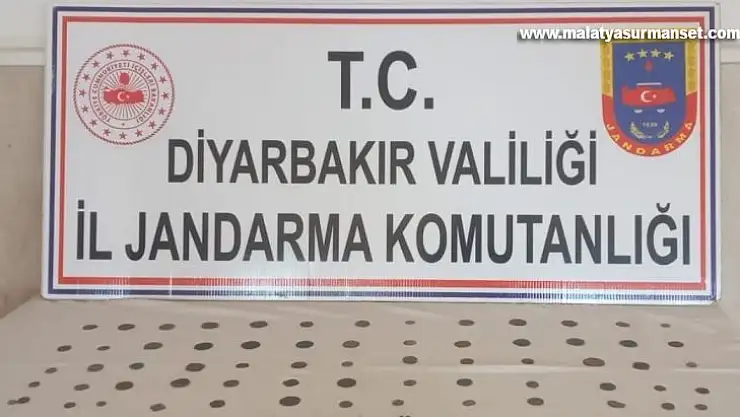 www.malatyasurmanset.com
T.C.
DİYARBAKIR VALİLİĞİ
İL JANDARMA KOMUTANLIĞI
JANDARMA